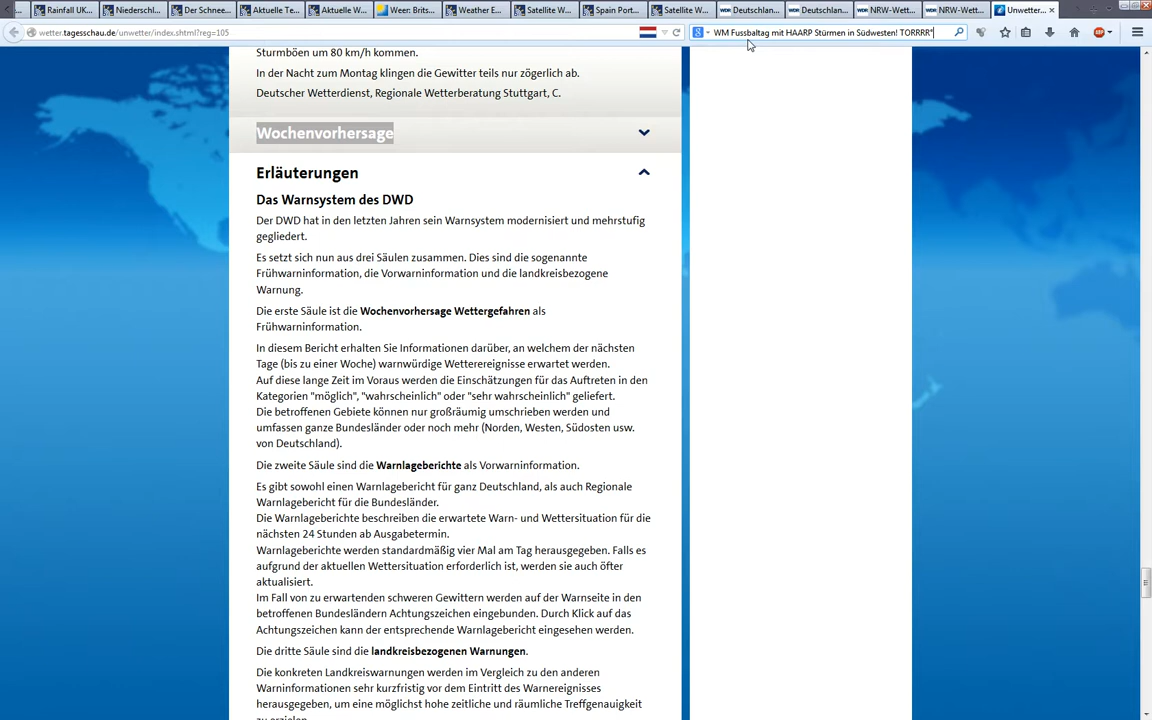 Rainfall UK...
Niederschl...
Der Schnee...
Aktuelle Te...
Aktuelle W...
Weer: Brits...
Weather E...
Satellite W...
Spain Port...
Satellite W...
WDR Deutschlan...
WDR Deutschlan...
WDR NRW-Wett...
WDR NRW-Wett...
Unwetter...
wetter.tagesschau.de/unwetter/index.shtml?reg=105
WM Fussbaltag mit HAARP Stürmen in Südwesten! TORRRR"
Sturmböen um 80 km/h kommen.
In der Nacht zum Montag klingen die Gewitter teils nur zögerlich ab.
Deutscher Wetterdienst, Regionale Wetterberatung Stuttgart, C.
Wochenvorhersage
Erläuterungen
Das Warnsystem des DWD
Der DWD hat in den letzten Jahren sein Warnsystem modernisiert und mehrstufig
gegliedert.
Es setzt sich nun aus drei Säulen zusammen. Dies sind die sogenannte
Frühwarninformation, die Vorwarninformation und die landkreisbezogene
Warnung.
Die erste Säule ist die Wochenvorhersage Wettergefahren als
Frühwarninformation.
In diesem Bericht erhalten Sie Informationen darüber, an welchem der nächsten
Tage (bis zu einer Woche) warnwürdige Wetterereignisse erwartet werden.
Auf diese lange Zeit im Voraus werden die Einschätzungen für das Auftreten in den
Kategorien "möglich", "wahrscheinlich" oder "sehr wahrscheinlich" geliefert.
Die betroffenen Gebiete können nur großräumig umschrieben werden und
umfassen ganze Bundesländer oder noch mehr (Norden, Westen, Südosten usw.
von Deutschland).
Die zweite Säule sind die Warnlageberichte als Vorwarninformation.
Es gibt sowohl einen Warnlagebericht für ganz Deutschland, als auch Regionale
Warnlagebericht für die Bundesländer.
Die Warnlageberichte beschreiben die erwartete Warn- und Wettersituation für die
nächsten 24 Stunden ab Ausgabetermin.
Warnlageberichte werden standardmäßig vier Mal am Tag herausgegeben. Falls es
aufgrund der aktuellen Wettersituation erforderlich ist, werden sie auch öfter
aktualisiert.
Im Fall von zu erwartenden schweren Gewittern werden auf der Warnseite in den
betroffenen Bundesländern Achtungszeichen eingebunden. Durch Klick auf das
Achtungszeichen kann der entsprechende Warnlagebericht eingesehen werden.
Die dritte Säule sind die landkreisbezogenen Warnungen.
Die konkreten Landkreiswarnungen werden im Vergleich zu den anderen
Warninformationen sehr kurzfristig vor dem Eintritt des Warnereignisses
herausgegeben, um eine möglichst hohe zeitliche und räumliche Treffgenauigkeit
zu erzielen.